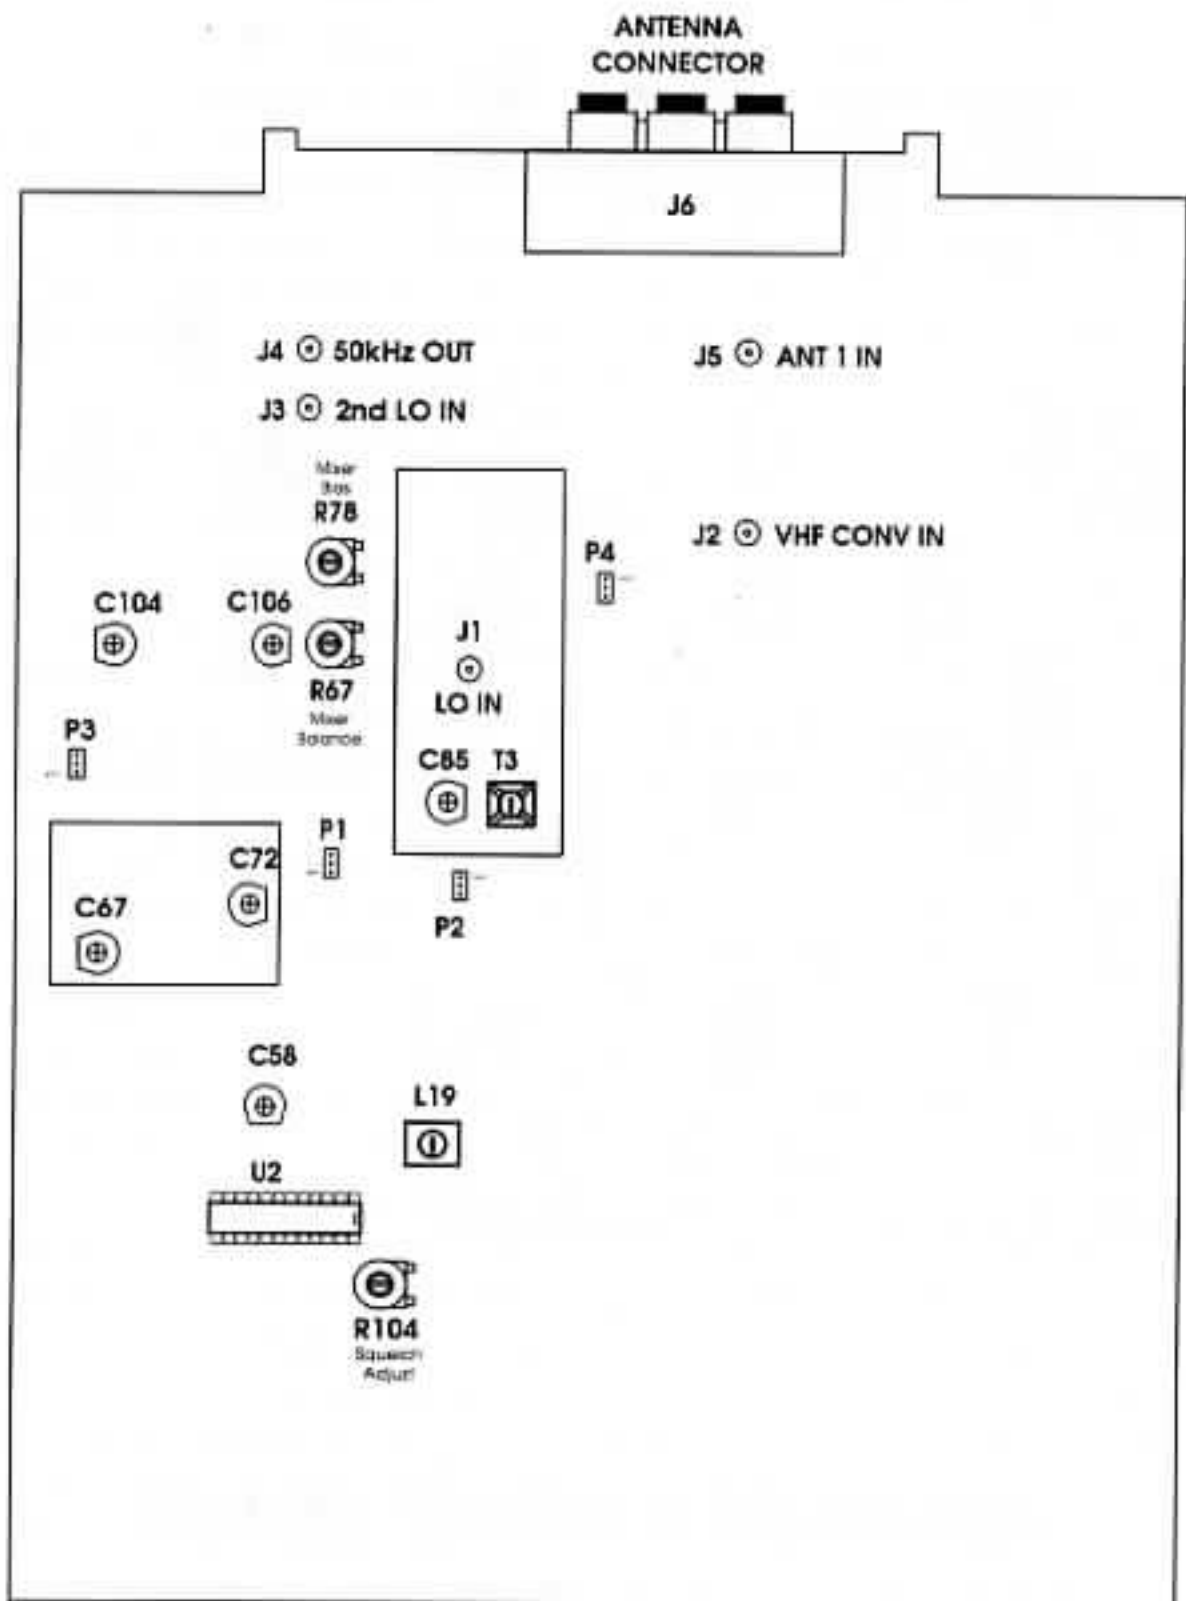 ANTENNA
CONNECTOR
J6
J4 50kHz OUT
J5 ANT 1 IN
J3 2nd LO IN
Mixer
Bias
R78
J2 VHF CONV IN
P4
C104
C106
J1
LO IN
R67
Mixer
Balance
P3
C85 T3
P1
C72
C67
P2
C58
L19
U2
R104
Squelch
Adjust